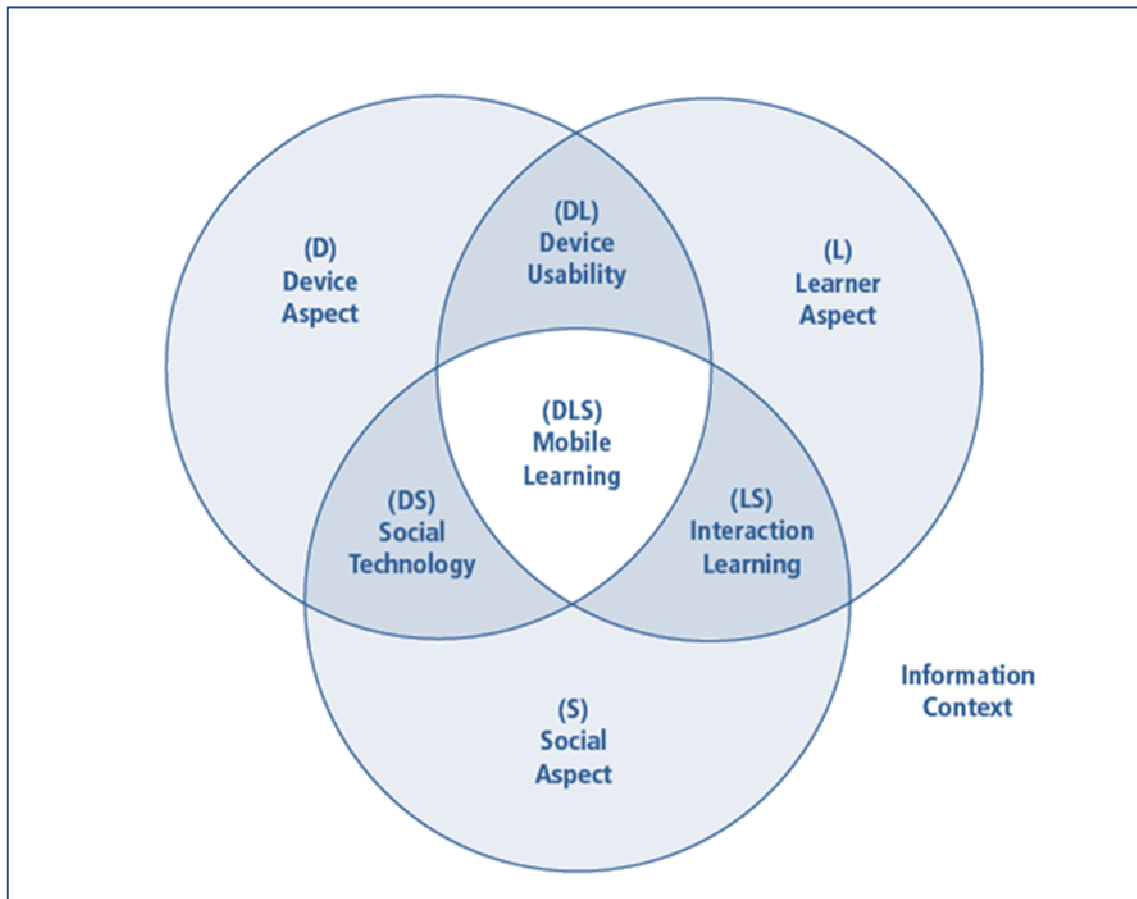 (DL)
Device
Usability
(D)
Device
Aspect
(L)
Learner
Aspect
(DLS)
Mobile
Learning
(DS)
Social
Technology
(LS)
Interaction
Learning
Information
Context
(S)
Social
Aspect